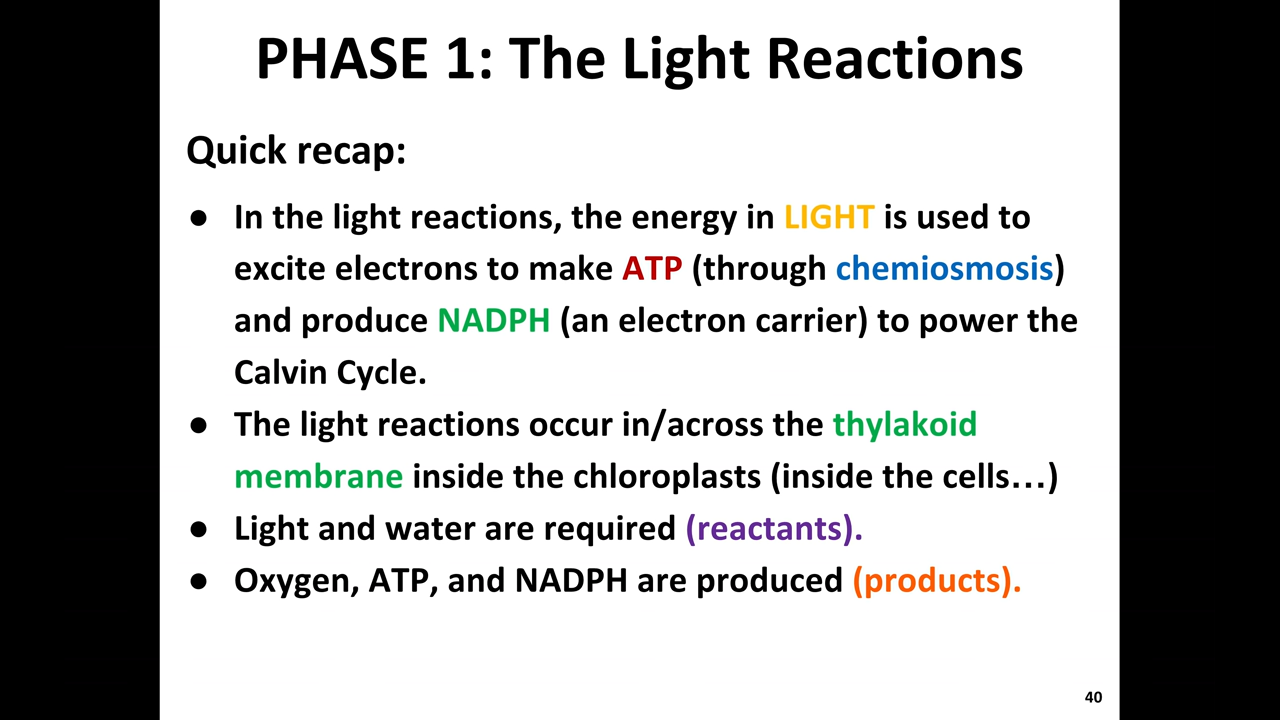 PHASE 1: The Light Reactions
Quick recap:
● In the light reactions, the energy in LIGHT is used to
excite electrons to make ATP (through chemiosmosis)
and produce NADPH (an electron carrier) to power the
Calvin Cycle.
● The light reactions occur in/across the thylakoid
membrane inside the chloroplasts (inside the cells…)
● Light and water are required (reactants).
● Oxygen, ATP, and NADPH are produced (products).
40